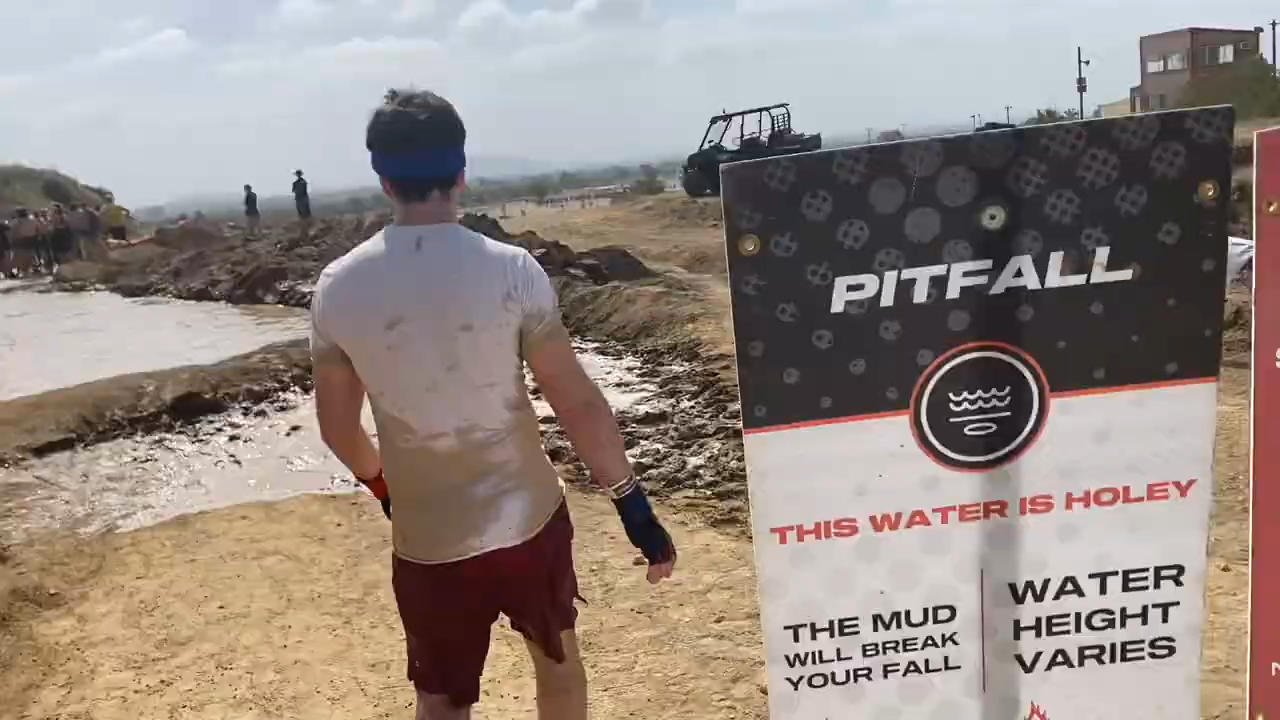 PITFALL
THIS WATER IS HOLEY
THE MUD
WILL BREAK
YOUR FALL
WATER
HEIGHT
VARIES